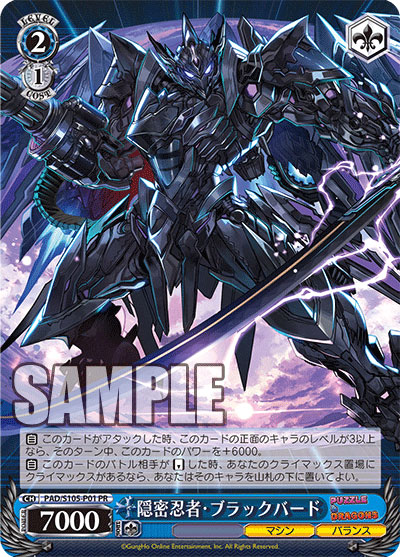 LEVEL
2
1
COST
SAMPLE
自 このカードがアタックした時、このカードの正面のキャラのレベルが3以上
なら、そのターン中、このカードのパワーを+6000。
自 このカードのバトル相手が【リバース】した時、あなたのクライマックス置場に
クライマックスがあるなら、あなたはそのキャラを山札の下に置いてよい。
CH PAD/S105-P01 PR
POWER
7000
隠密忍者・ブラックバード
PUZZLE & DRAGONS
マシン
バランス
©GungHo Online Entertainment, Inc. All Rights Reserved.